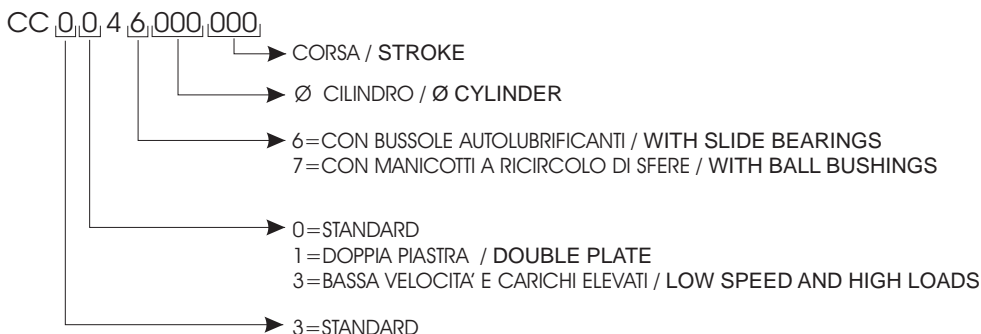 CC 0 0 4 6 000 000
CORSA / STROKE
Ø CILINDRO / Ø CYLINDER
6=CON BUSSOLE AUTOLUBRIFICANTI / WITH SLIDE BEARINGS
7=CON MANICOTTI A RICIRCOLO DI SFERE / WITH BALL BUSHINGS
0=STANDARD
1=DOPPIA PIASTRA / DOUBLE PLATE
3=BASSA VELOCITA' E CARICHI ELEVATI / LOW SPEED AND HIGH LOADS
3=STANDARD